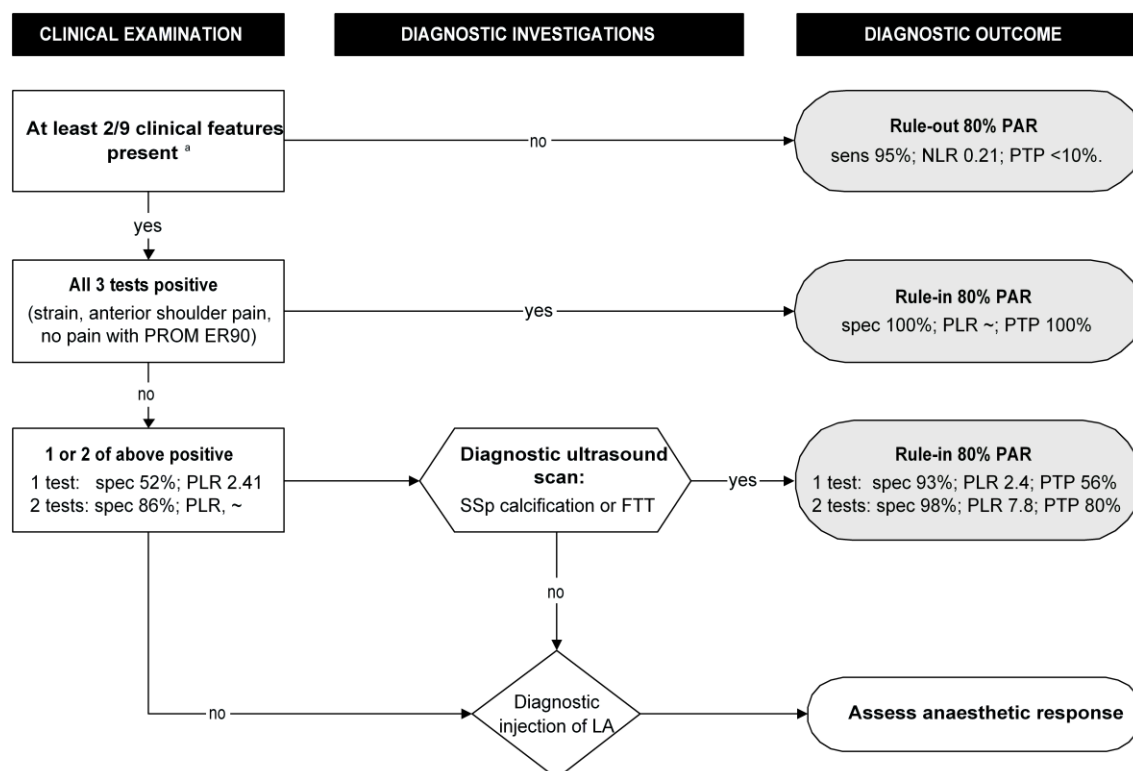 CLINICAL EXAMINATION
DIAGNOSTIC INVESTIGATIONS
DIAGNOSTIC OUTCOME
At least 2/9 clinical features
present a
no
Rule-out 80% PAR
sens 95%; NLR 0.21; PTP <10%.
yes
All 3 tests positive
(strain, anterior shoulder pain,
no pain with PROM ER90)
yes
Rule-in 80% PAR
spec 100%; PLR ~; PTP 100%
no
1 or 2 of above positive
1 test: spec 52%; PLR 2.41
2 tests: spec 86%; PLR, ~
Diagnostic ultrasound
scan:
SSp calcification or FTT
yes
Rule-in 80% PAR
1 test: spec 93%; PLR 2.4; PTP 56%
2 tests: spec 98%; PLR 7.8; PTP 80%
no
no
Diagnostic
injection of LA
Assess anaesthetic response